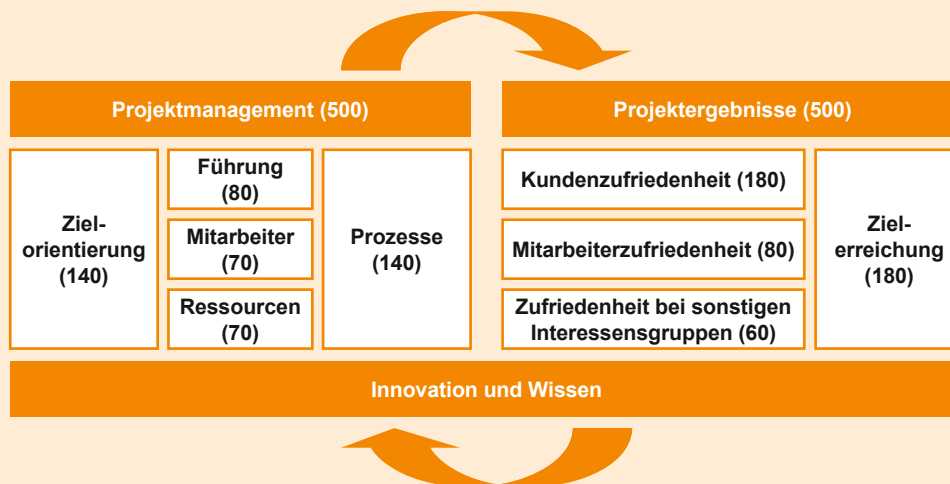 Projektmanagement (500)
Ziel-
orientierung
(140)
Führung
(80)
Mitarbeiter
(70)
Ressourcen
(70)
Prozesse
(140)
Projektergebnisse (500)
Kundenzufriedenheit (180)
Mitarbeiterzufriedenheit (80)
Zufriedenheit bei sonstigen
Interessensgruppen (60)
Ziel-
erreichung
(180)
Innovation und Wissen